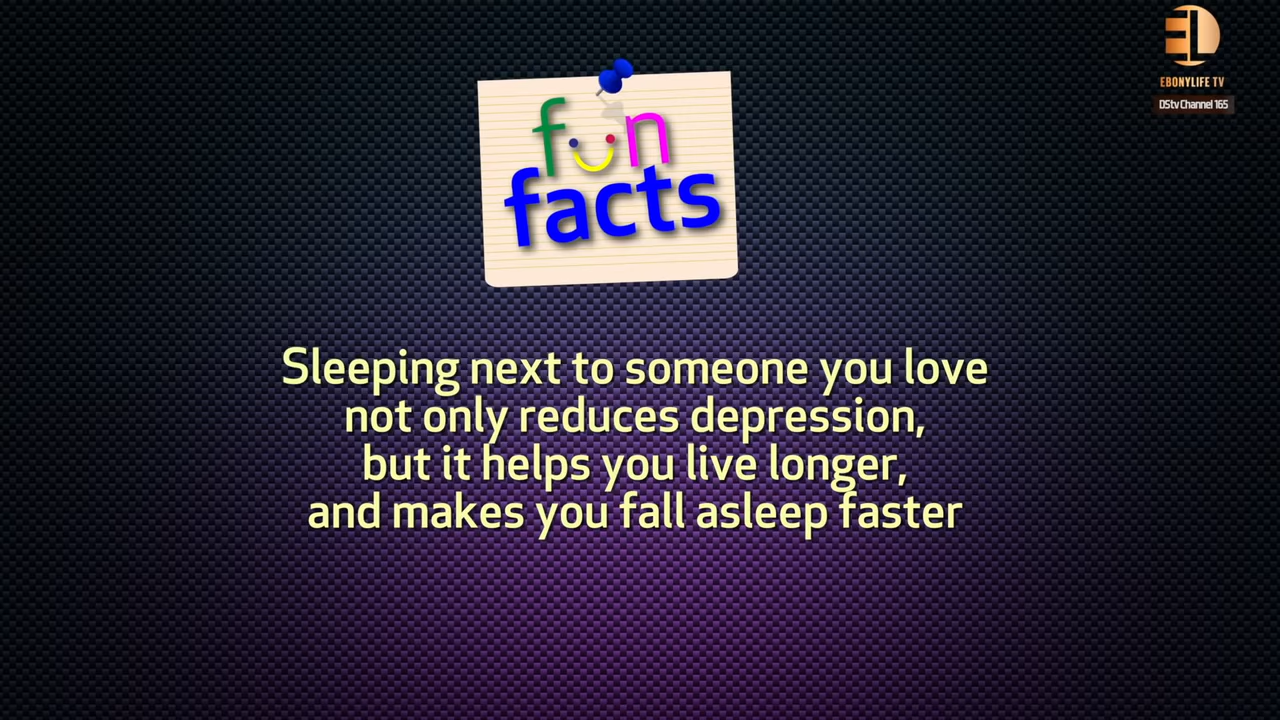 EL
EBONYLIFE TV
DStv Channel 165
fun
facts
Sleeping next to someone you love
not only reduces depression,
but it helps you live longer,
and makes you fall asleep faster